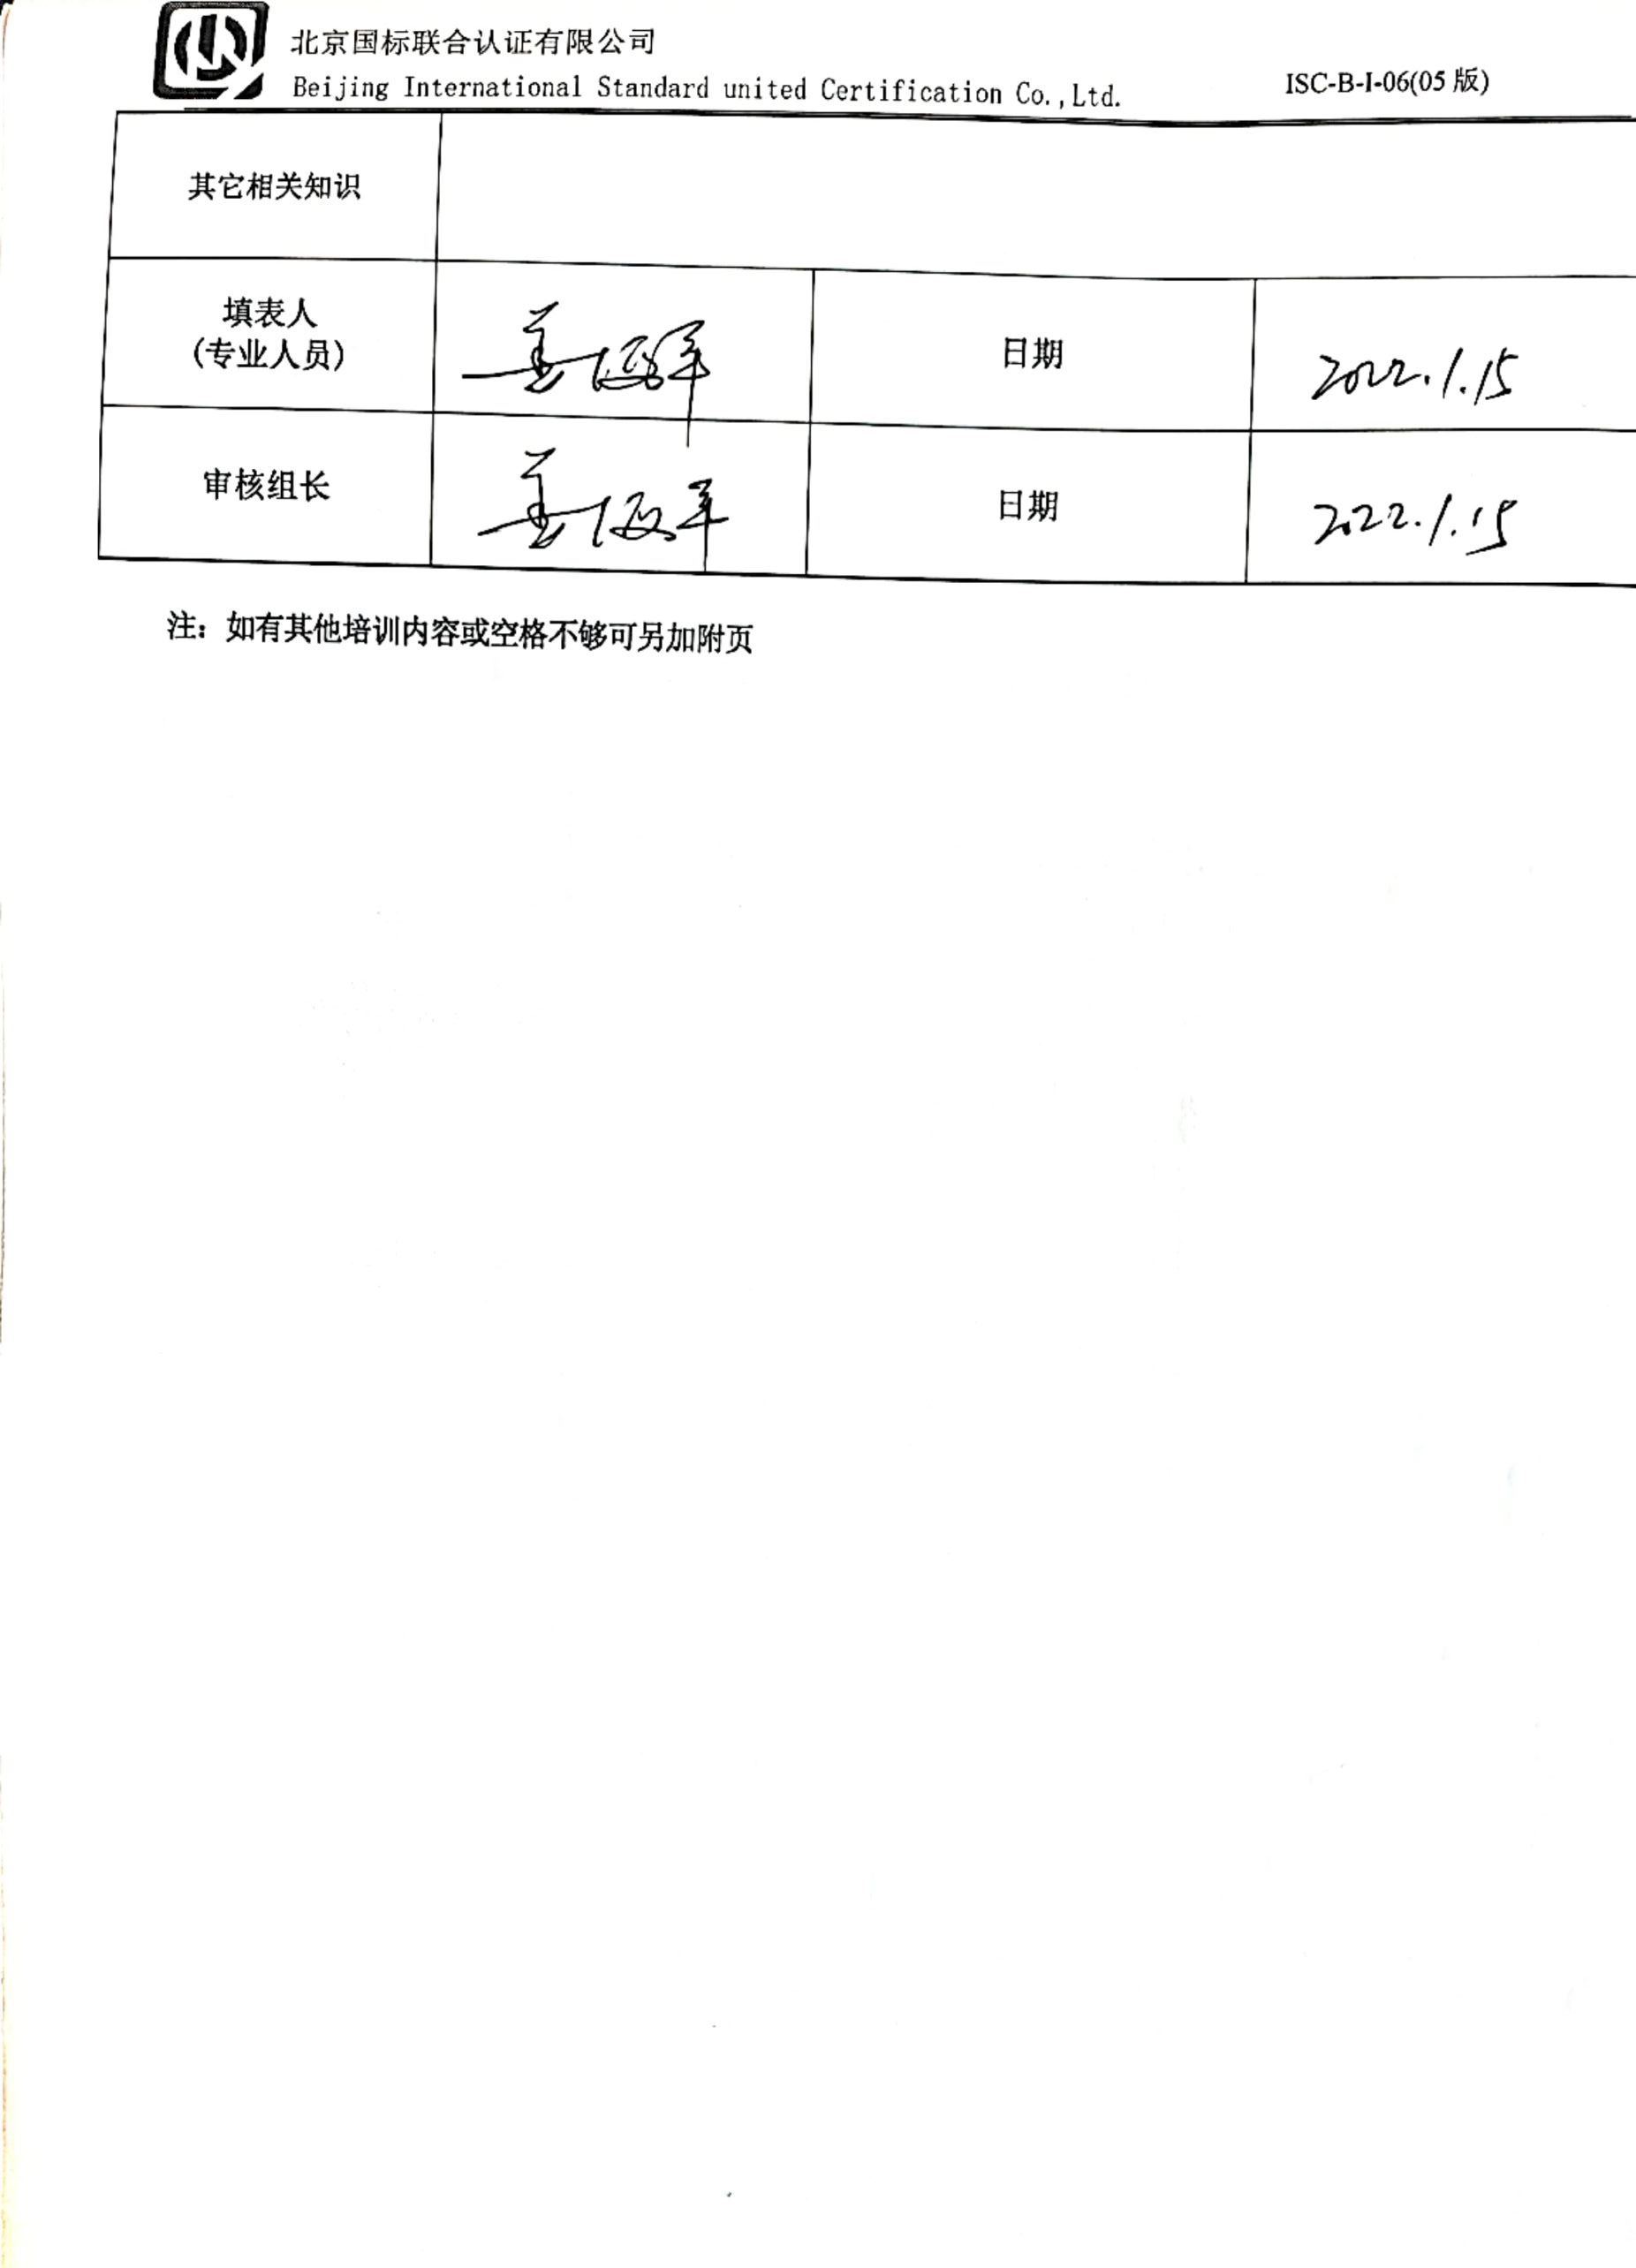 北京国标联合认证有限公司
Beijing International Standard united Certification Co.,Ltd.
ISC-B-I-06(05 版)
其它相关知识
填表人
(专业人员)
日期
2022.1.15
审核组长
日期
2022.1.15
注：如有其他培训内容或空格不够可另加附页